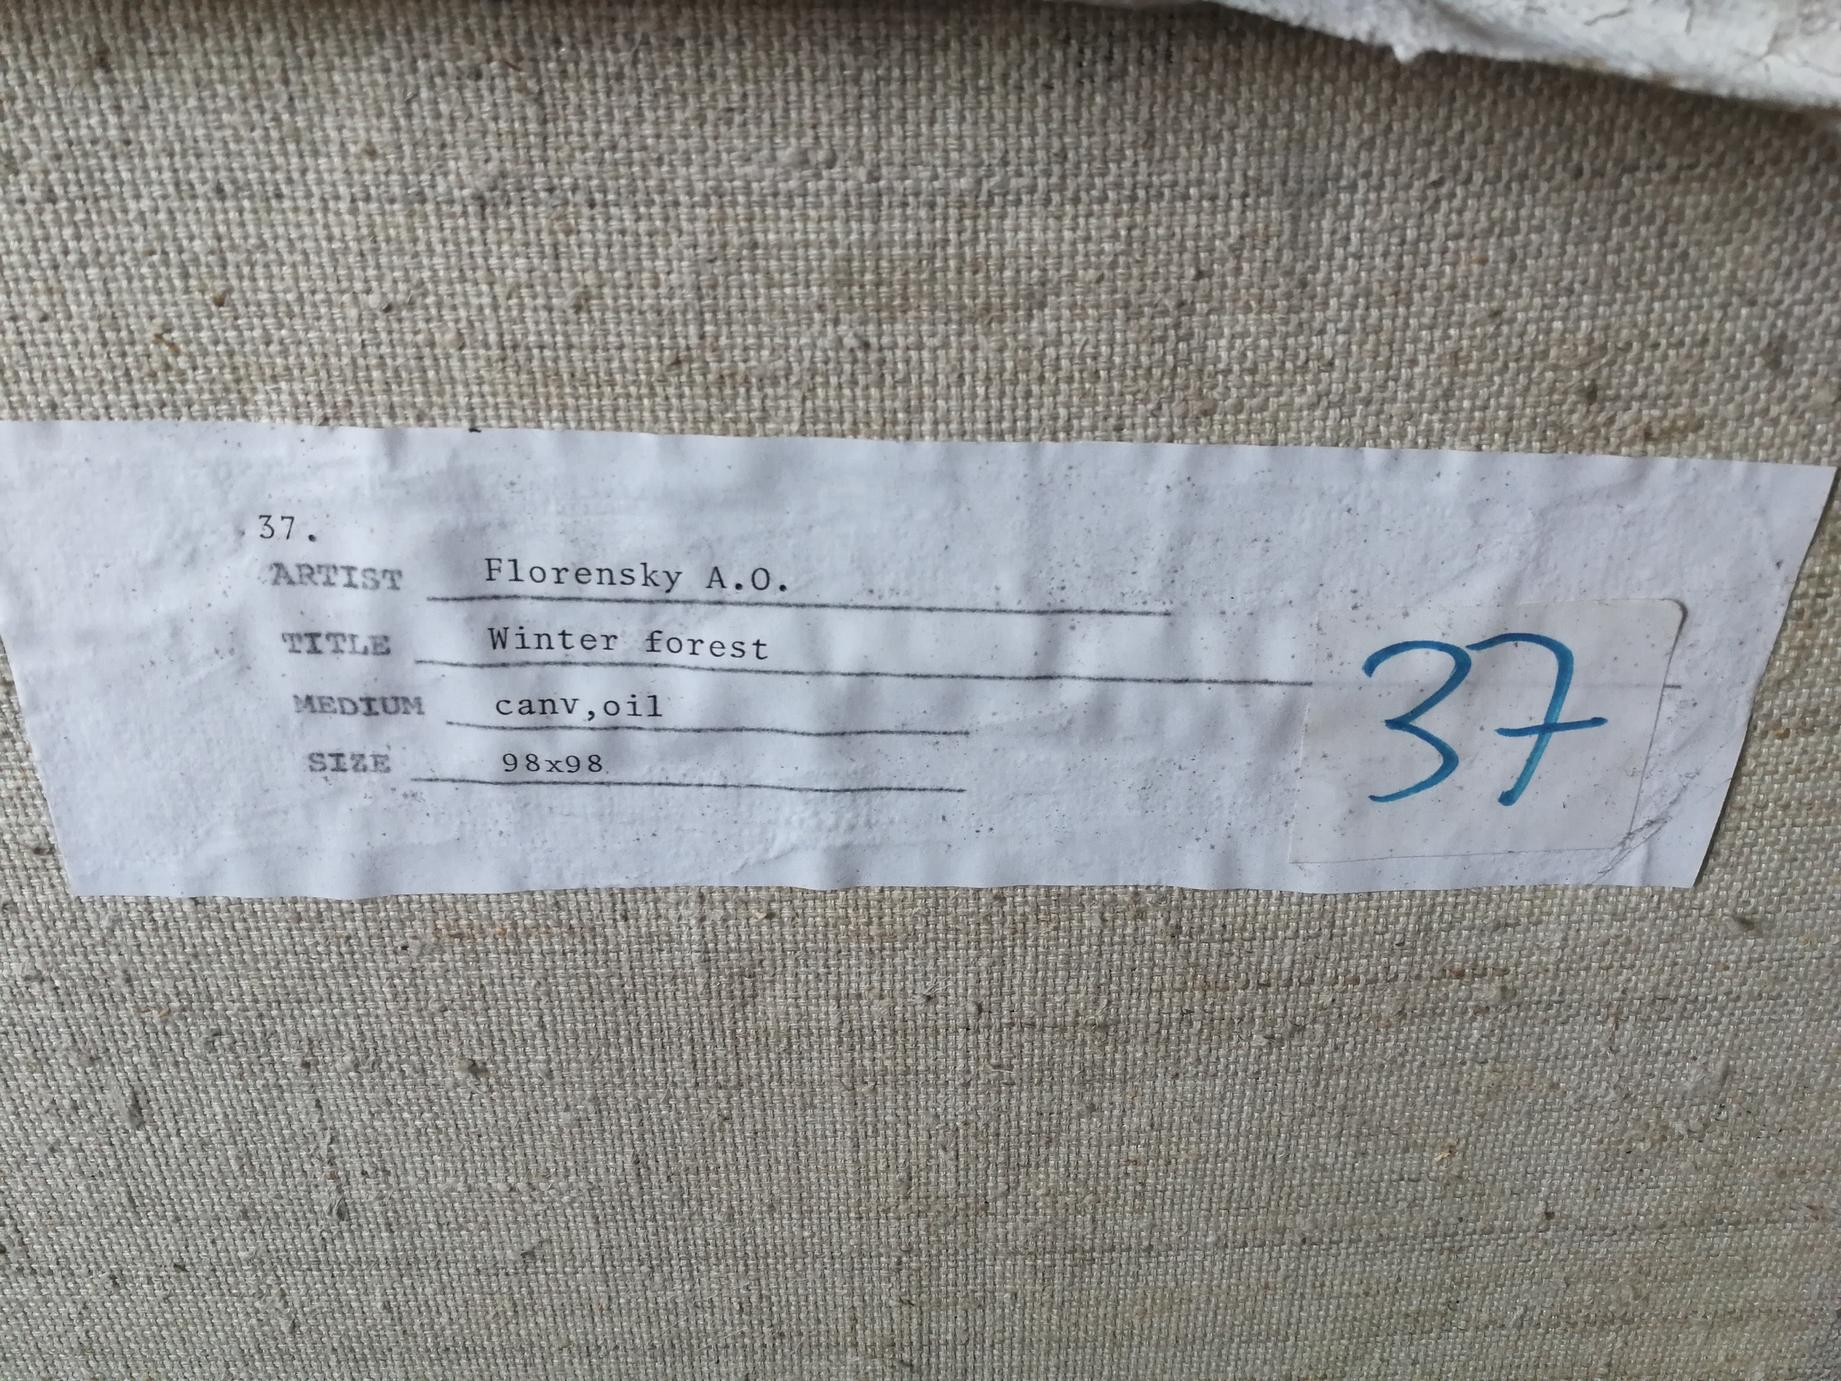 37.
ARTIST Florensky A.O.
TITLE Winter forest
MEDIUM canv,oil
SIZE 98x98
37